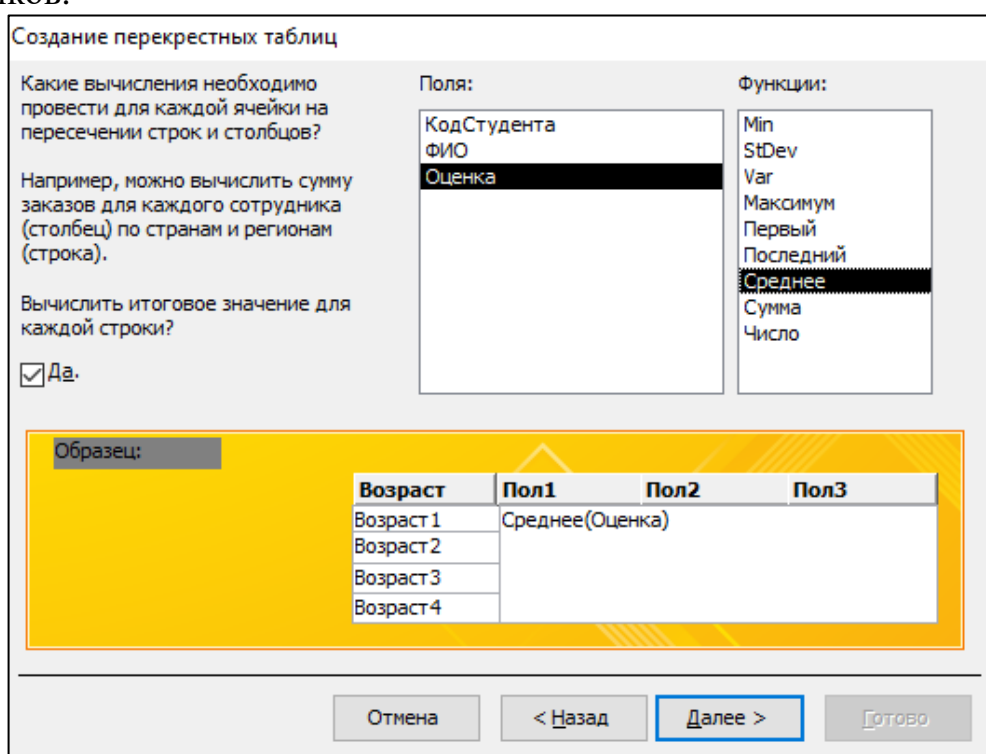 Создание перекрестных таблиц
Какие вычисления необходимо
провести для каждой ячейки на
пересечении строк и столбцов?
Например, можно вычислить сумму
заказов для каждого сотрудника
(столбец) по странам и регионам
(строка).
Вычислить итоговое значение для
каждой строки?
Да.
Поля:
КодСтудента
ФИО
Оценка
Функции:
Min
StDev
Var
Максимум
Первый
Последний
Среднее
Сумма
Число
Образец:
Возраст Пол1 Пол2 Пол3
Возраст1 Среднее(Оценка)
Возраст2
Возраст3
Возраст4
Отмена < Назад Далее > Готово